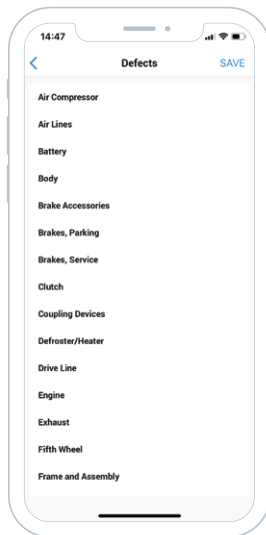 14:47
Defects SAVE
Air Compressor
Air Lines
Battery
Body
Brake Accessories
Brakes, Parking
Brakes, Service
Clutch
Coupling Devices
Defroster/Heater
Drive Line
Engine
Exhaust
Fifth Wheel
Frame and Assembly